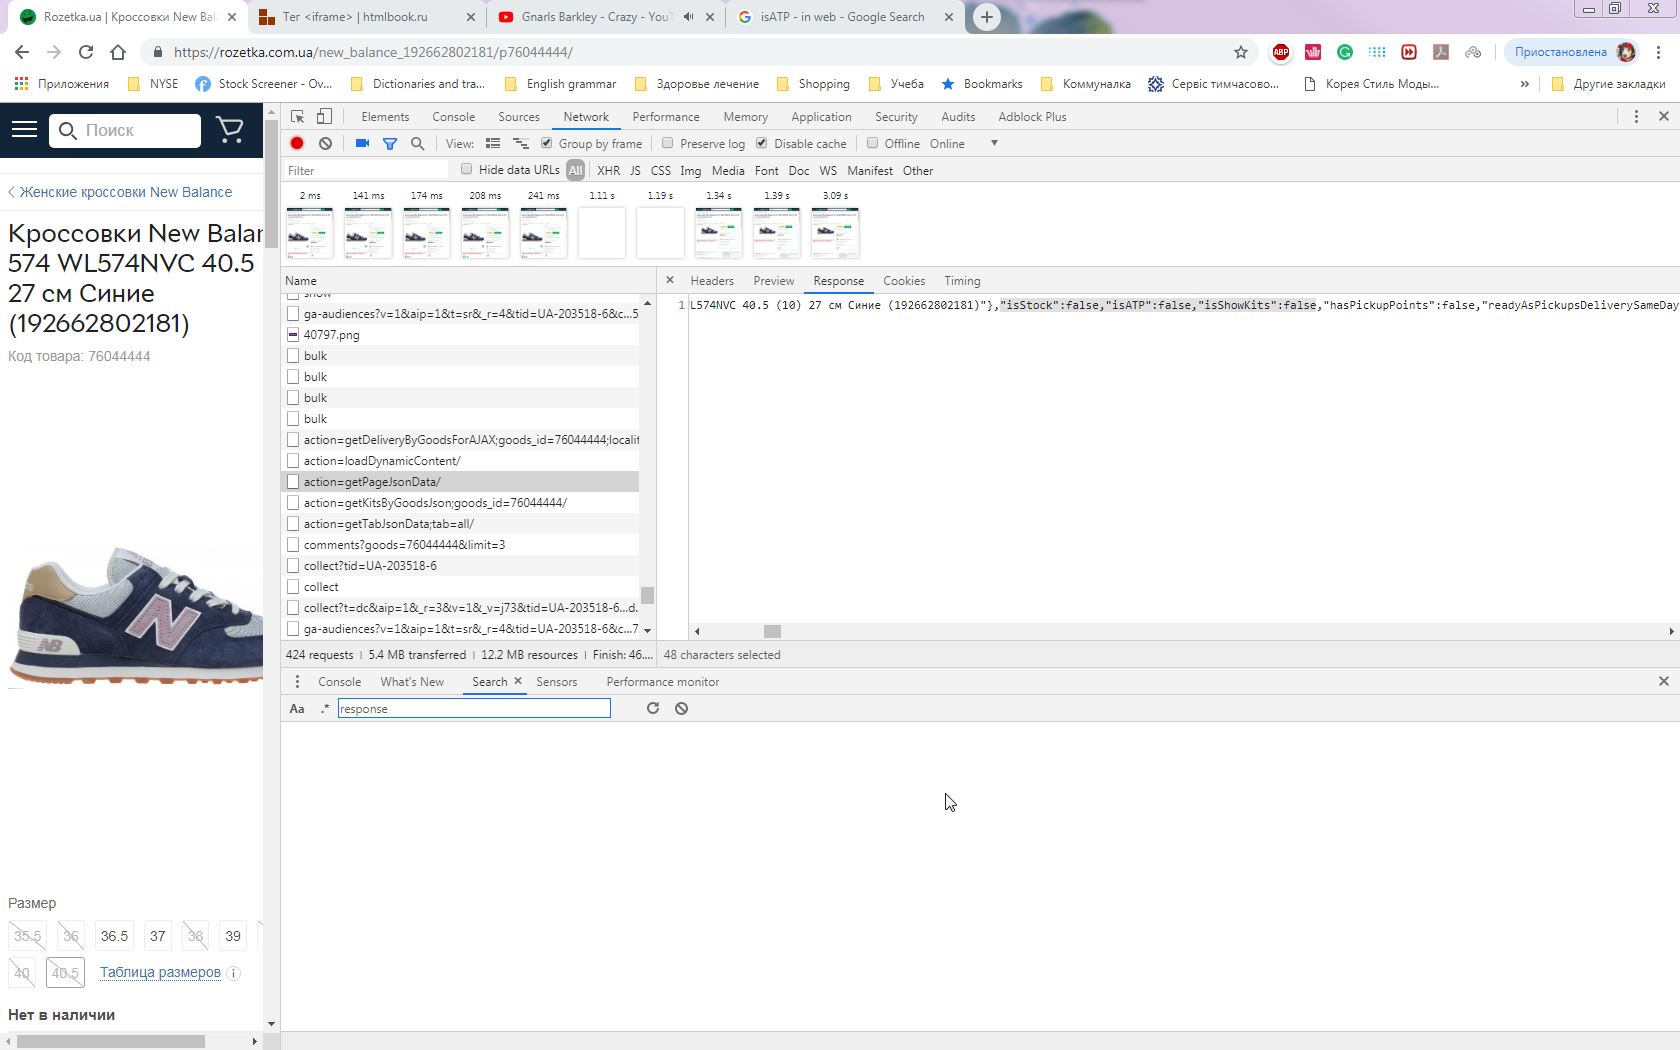 Rozetka.ua | Кроссовки New Bal
Тег <iframe> | htmlbook.ru
Gnarls Barkley - Crazy - YouT
isATP - in web - Google Search
https://rozetka.com.ua/new_balance_192662802181/p76044444/
ABP
Приостановлена
Приложения
NYSE
Stock Screener - Ov...
Dictionaries and tra...
English grammar
Здоровье лечение
Shopping
Учеба
Bookmarks
Коммуналка
Сервіс тимчасово...
Корея Стиль Моды...
»
Другие закладки
Поиск
Женские кроссовки New Balance
Кроссовки New Balan
574 WL574NVC 40.5
27 см Синие
(192662802181)
Код товара: 76044444
Размер
35.5 36 36.5 37 38 39
40 40.5 Таблица размеров i
Нет в наличии
Elements Console Sources Network Performance Memory Application Security Audits Adblock Plus
View: Group by frame Preserve log Disable cache Offline Online
Filter Hide data URLs All XHR JS CSS Img Media Font Doc WS Manifest Other
2 ms 141 ms 174 ms 208 ms 241 ms 1.11 s 1.19 s 1.34 s 1.39 s 3.09 s
Name
show
ga-audiences?v=1&aip=1&t=sr&_r=4&tid=UA-203518-6&c...5
40797.png
bulk
bulk
bulk
bulk
action=getDeliveryByGoodsForAJAX;goods_id=76044444;localit
action=loadDynamicContent/
action=getPageJsonData/
action=getKitsByGoodsJson;goods_id=76044444/
action=getTabJsonData;tab=all/
comments?goods=76044444&limit=3
collect?tid=UA-203518-6
collect
collect?t=dc&aip=1&_r=3&v=1&_v=j73&tid=UA-203518-6...d.
ga-audiences?v=1&aip=1&t=sr&_r=4&tid=UA-203518-6&c...7
424 requests | 5.4 MB transferred | 12.2 MB resources | Finish: 46....
Headers Preview Response Cookies Timing
1 L574NVC 40.5 (10) 27 см Синие (192662802181)"},"isStock":false,"isATP":false,"isShowKits":false,"hasPickupPoints":false,"readyAsPickupsDeliverySameDay
48 characters selected
Console What's New Search Sensors Performance monitor
Aa .* response